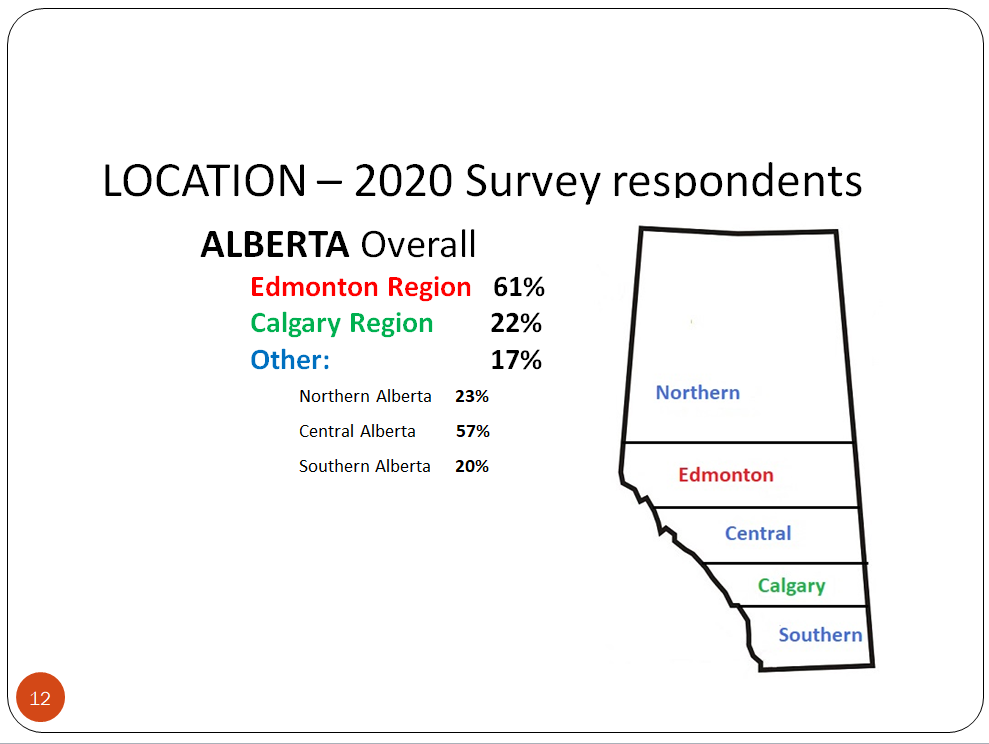 LOCATION – 2020 Survey respondents
ALBERTA Overall
Edmonton Region 61%
Calgary Region 22%
Other: 17%
Northern Alberta 23%
Central Alberta 57%
Southern Alberta 20%
Northern
Edmonton
Central
Calgary
Southern
12